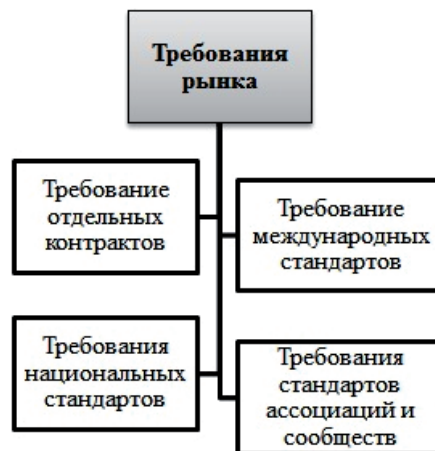 Требования
рынка
Требование
отдельных
контрактов
Требование
международных
стандартов
Требования
национальных
стандартов
Требования
стандартов
ассоциаций и
сообществ